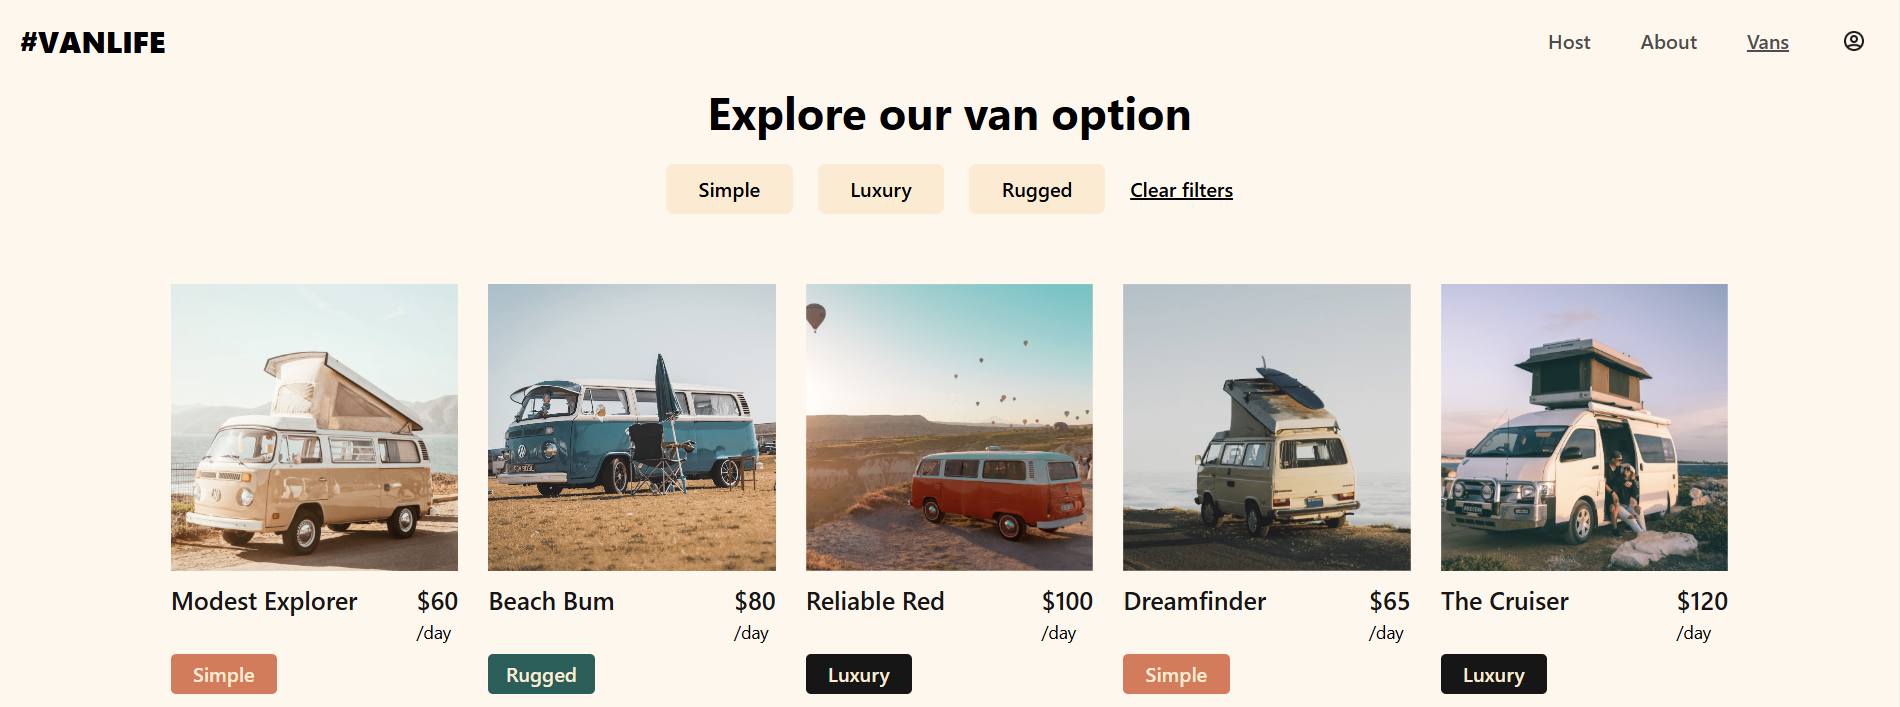 #VANLIFE
Host About Vans
Explore our van option
Simple Luxury Rugged Clear filters
Modest Explorer $60 Beach Bum $80 Reliable Red $100 Dreamfinder $65 The Cruiser $120
/day /day /day /day /day
Simple Rugged Luxury Simple Luxury